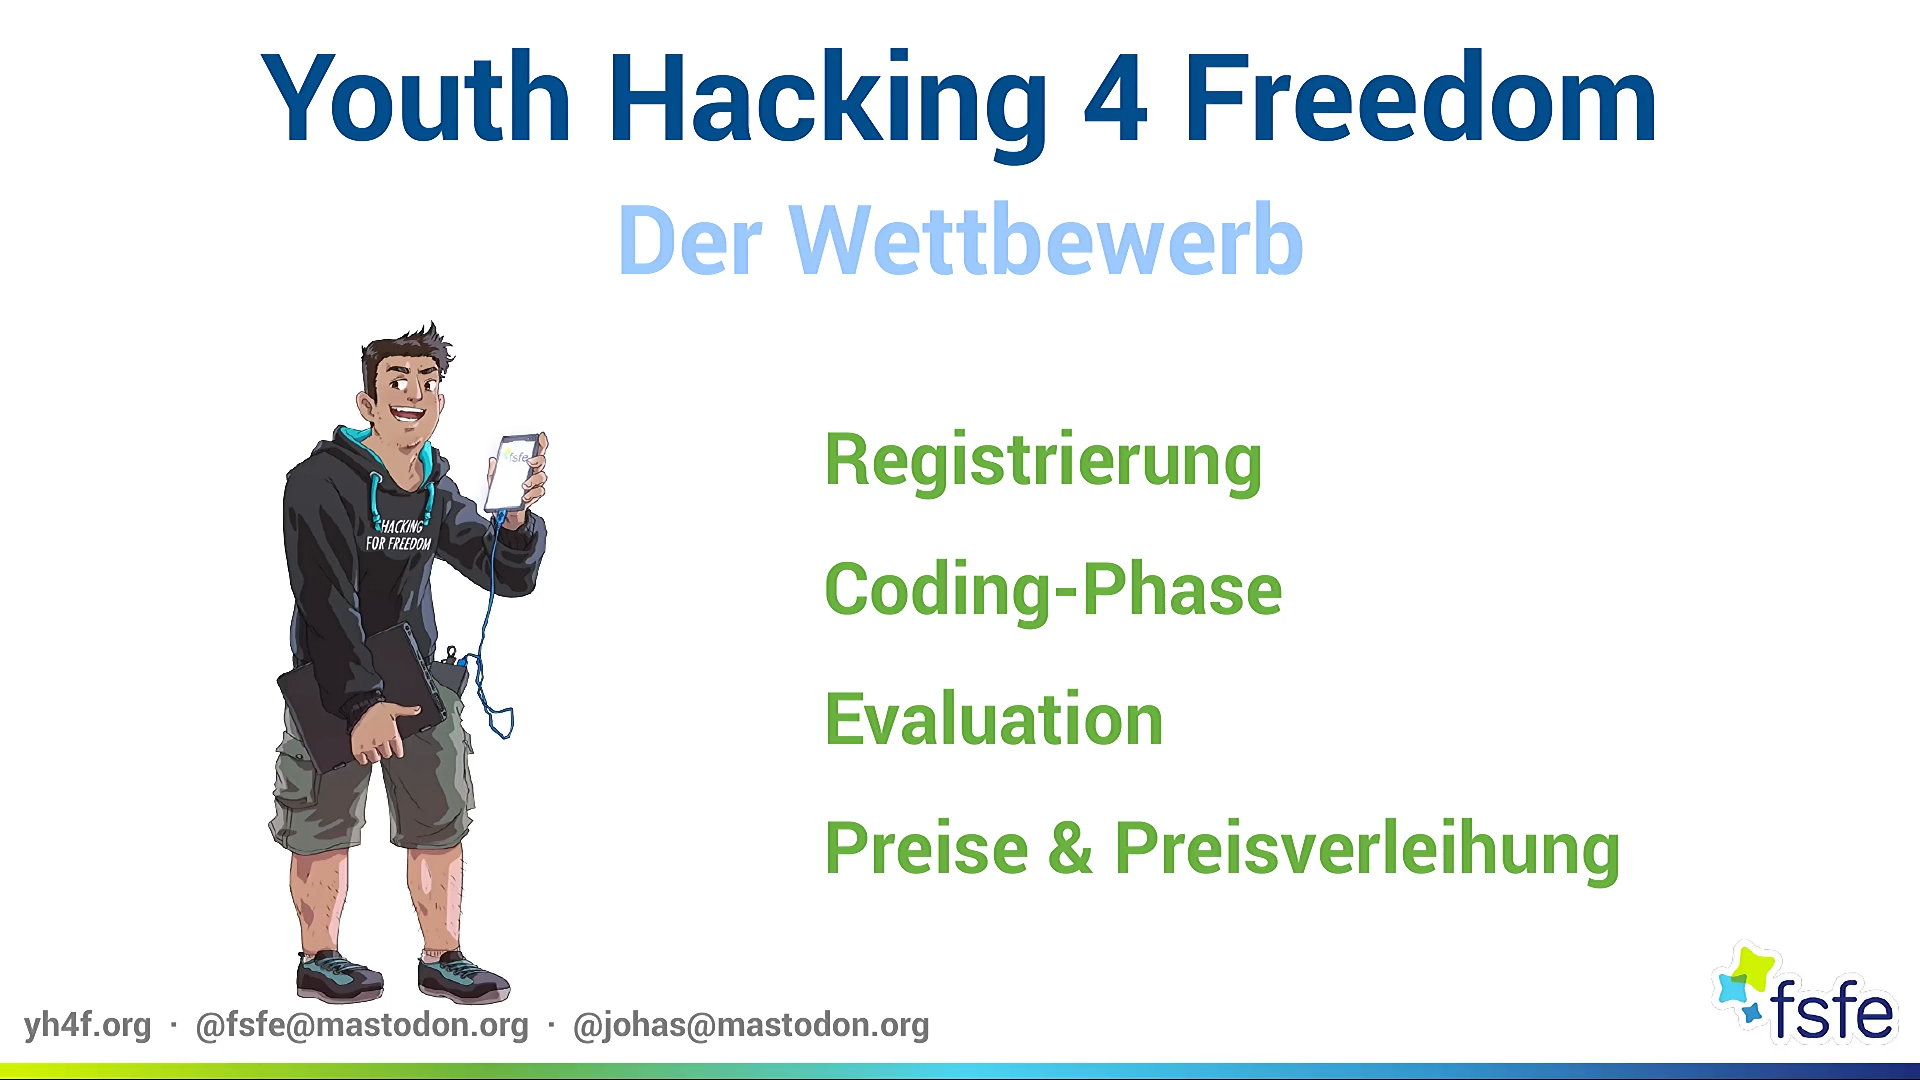 Youth Hacking 4 Freedom
Der Wettbewerb
fsfe
HACKING
FOR FREEDOM
Registrierung
Coding-Phase
Evaluation
Preise & Preisverleihung
yh4f.org · @fsfe@mastodon.org · @johas@mastodon.org
fsfe